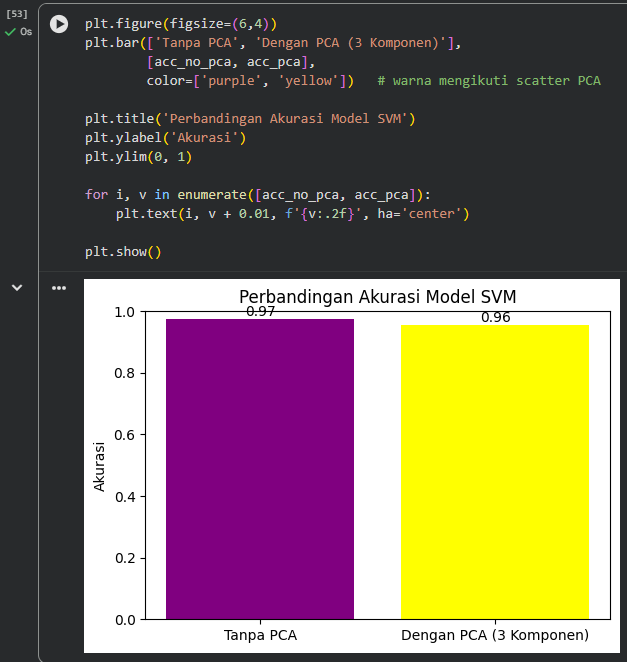 [53]
0s
plt.figure(figsize=(6,4))
plt.bar(['Tanpa PCA', 'Dengan PCA (3 Komponen)'],
        [acc_no_pca, acc_pca],
        color=['purple', 'yellow'])   # warna mengikuti scatter PCA

plt.title('Perbandingan Akurasi Model SVM')
plt.ylabel('Akurasi')
plt.ylim(0, 1)

for i, v in enumerate([acc_no_pca, acc_pca]):
    plt.text(i, v + 0.01, f'{v:.2f}', ha='center')

plt.show()
Perbandingan Akurasi Model SVM
0.97
0.96
1.0
0.8
0.6
0.4
0.2
0.0
Akurasi
Tanpa PCA
Dengan PCA (3 Komponen)